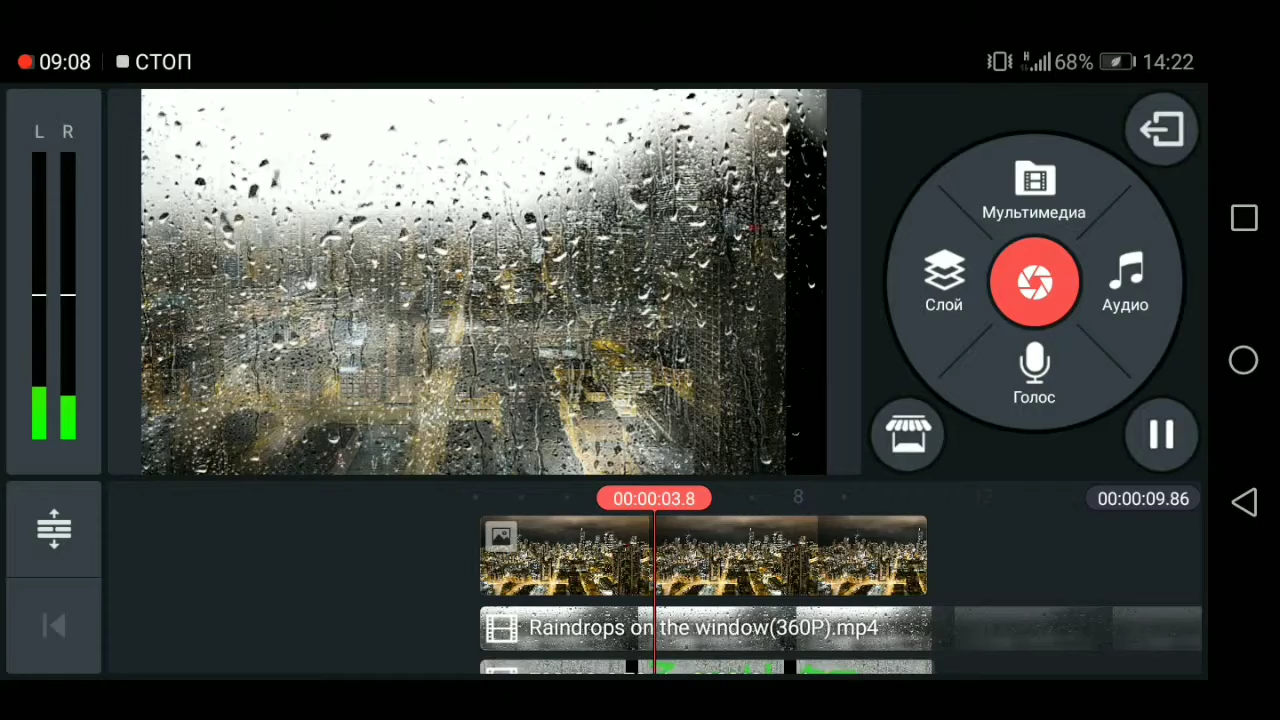 09:08
СТОП
68%
14:22
L R
Мультимедиа
Слой
Аудио
Голос
00:00:03.8
8
12
00:00:09.86
Raindrops on the window(360P).mp4